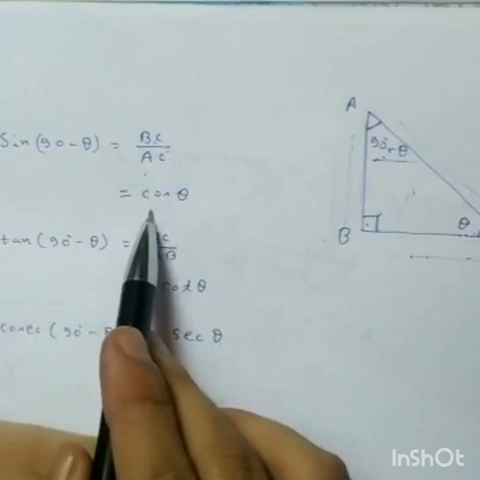 Sin (90 - θ) = BC / AC
= cos θ
tan (90° - θ) = C / B
cot θ
cosec (90° - θ sec θ
A
90° - θ
B
θ
InShOt